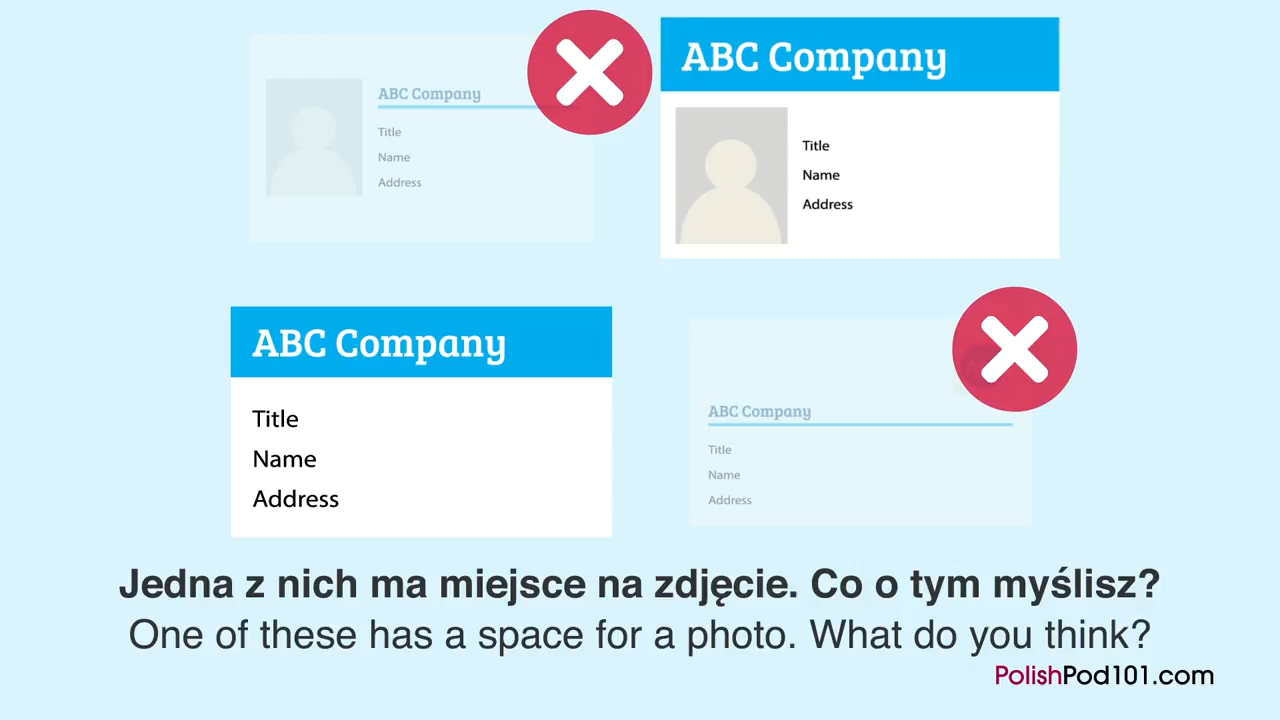 ABC Company
Title
Name
Address
ABC Company
Title
Name
Address
ABC Company
Title
Name
Address
ABC Company
Title
Name
Address
Jedna z nich ma miejsce na zdjęcie. Co o tym myślisz?
One of these has a space for a photo. What do you think?
PolishPod101.com